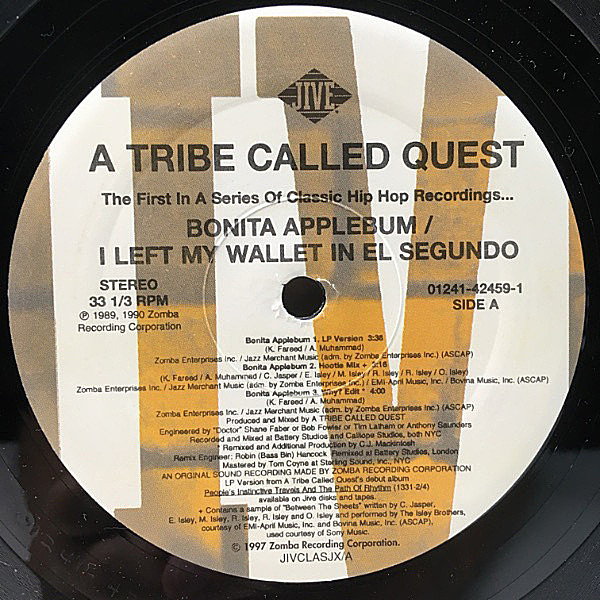 JIVE
A TRIBE CALLED QUEST
The First In A Series Of Classic Hip Hop Recordings...
BONITA APPLEBUM /
I LEFT MY WALLET IN EL SEGUNDO
STEREO
33 1/3 RPM
℗ 1989, 1990 Zomba
Recording Corporation
01241-42459-1
SIDE A
Bonita Applebum 1. LP Version 3:36
(K. Fareed / A. Muhammad)
Zomba Enterprises Inc. / Jazz Merchant Music (adm. by Zomba Enterprises Inc.) (ASCAP)
Bonita Applebum 2. Hootie Mix + 3:16
(K. Fareed / A. Muhammad / C. Jasper / E. Isley / M. Isley / R. Isley / R. Isley / O. Isley)
Zomba Enterprises Inc. / Jazz Merchant Music (adm. by Zomba Enterprises Inc.) / EMI-April Music, Inc. / Bovina Music, Inc. (ASCAP)
Bonita Applebum 3. Why? Edit * 4:00
(K. Fareed / A. Muhammad)
Zomba Enterprises Inc. / Jazz Merchant Music (adm. by Zomba Enterprises Inc.) (ASCAP)
Produced and Mixed by A TRIBE CALLED QUEST
Engineered by "Doctor" Shane Faber or Bob Fowler or Tim Latham or Anthony Saunders
Recorded and Mixed at Battery Studios and Calliope Studios, both NYC
* Remixed and Additional Production by C.J. Mackintosh
Remix Engineer: Robin (Bass Bin) Hancock Remixed at Battery Studios, London
Mastered by Tom Coyne at Sterling Sound, Inc., NYC
AN ORGINAL SOUND RECORDING MADE BY ZOMBA RECORDING CORPORATION
LP Version from A Tribe Called Quest's debut album
People's Instinctive Travels And The Path Of Rhythm (1331-2/4)
available on Jive disks and tapes.
+ Contains a sample of "Between The Sheets" written by C. Jasper,
E. Isley, M. Isley, R. Isley, R. Isley and O. Isley and performed by The Isley Brothers,
courtesy of EMI-April Music, Inc. and Bovina Music, Inc. (ASCAP),
used courtesy of Sony Music.
© 1997 Zomba Recording Corporation.
JIVCLASJX/A